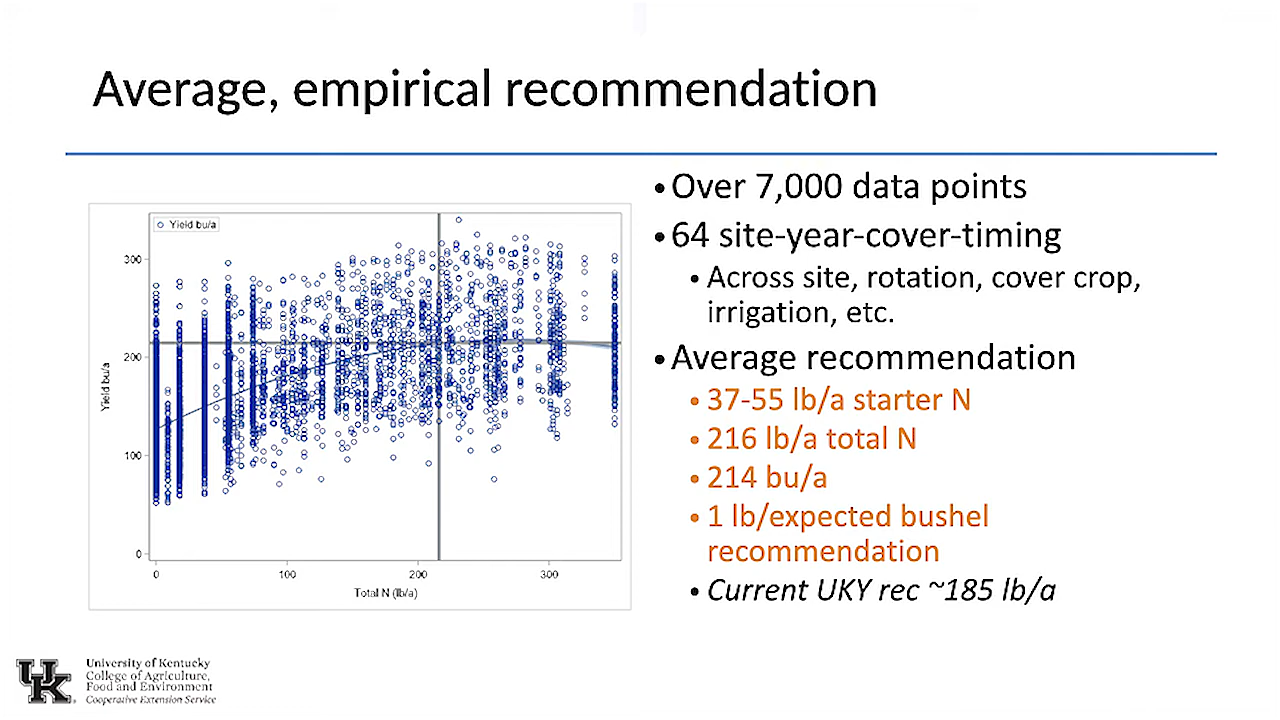 Average, empirical recommendation
Yield bu/a
300
200
100
0
Yield bu/a
0 100 200 300
Total N (lb/a)
• Over 7,000 data points
• 64 site-year-cover-timing
• Across site, rotation, cover crop,
irrigation, etc.
• Average recommendation
• 37-55 lb/a starter N
• 216 lb/a total N
• 214 bu/a
• 1 lb/expected bushel
recommendation
• Current UKY rec ~185 lb/a
UK
University of Kentucky
College of Agriculture,
Food and Environment
Cooperative Extension Service